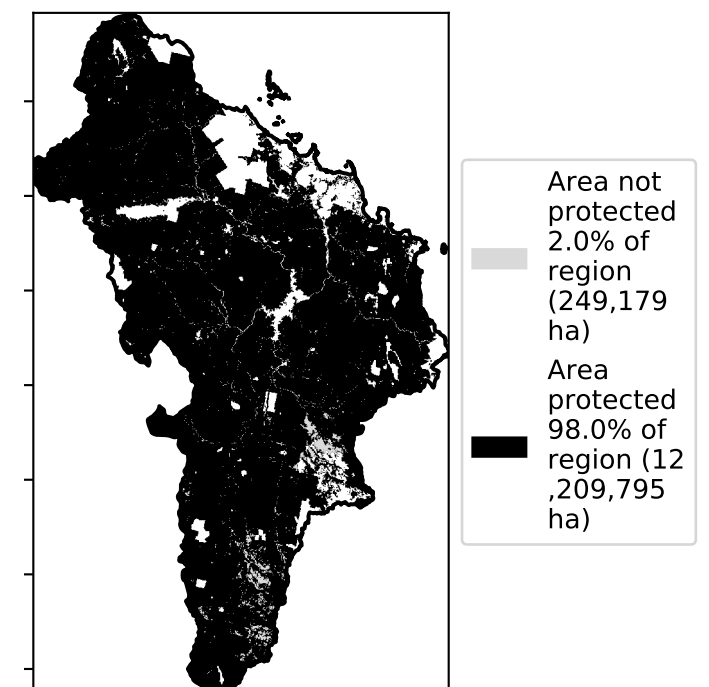 Area not
protected
2.0% of
region
(249,179
ha)
Area
protected
98.0% of
region (12
,209,795
ha)